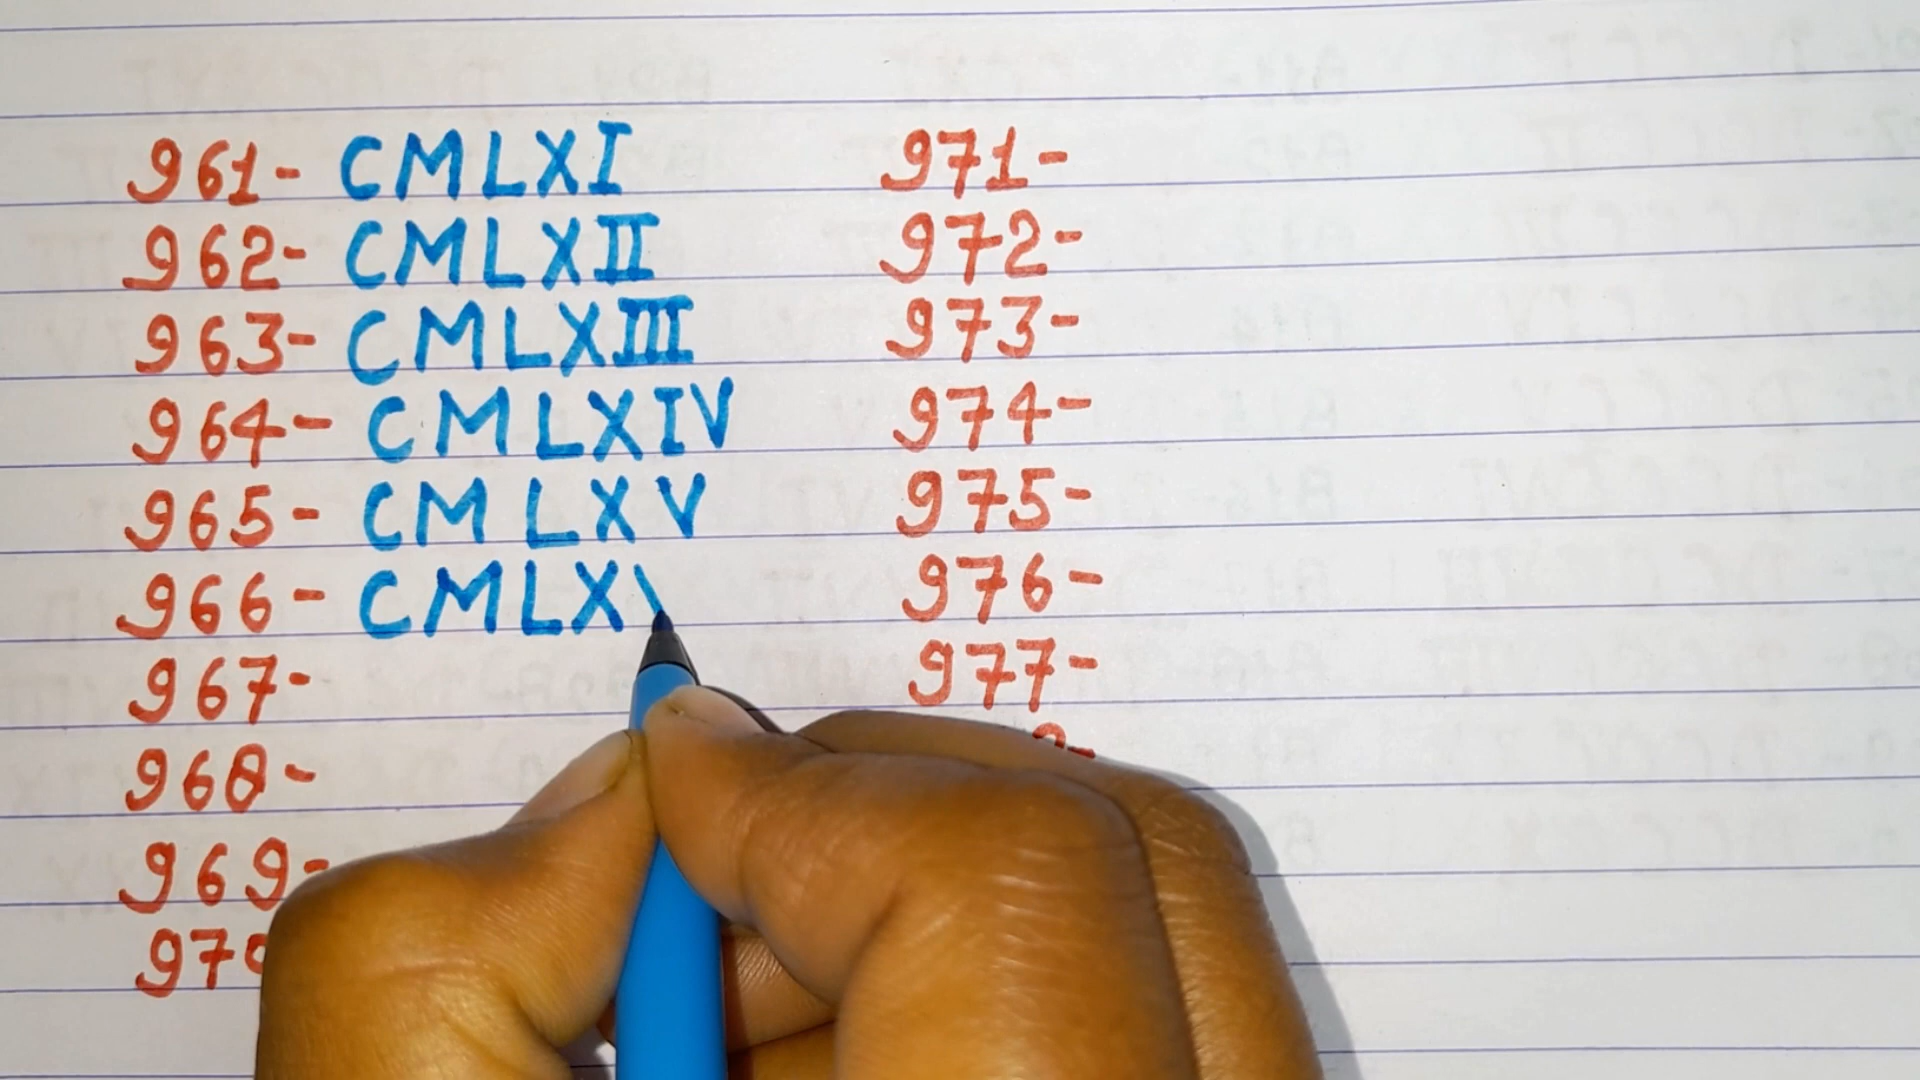 961- CMLXI
962- CMLXII
963- CMLXIII
964- CMLXIV
965- CMLXV
966- CMLX
967-
968-
969-
970
971-
972-
973-
974-
975-
976-
977-